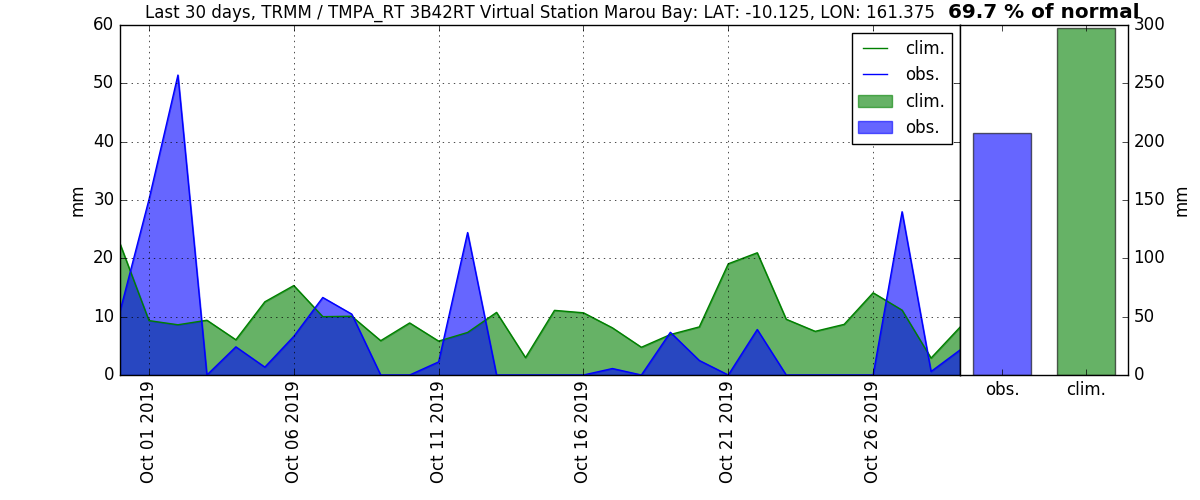 Last 30 days, TRMM / TMPA_RT 3B42RT Virtual Station Marou Bay: LAT: -10.125, LON: 161.375 69.7 % of normal
60
50
40
30
20
10
0
mm
clim.
obs.
clim.
obs.
300
250
200
150
100
50
0
mm
obs. clim.
Oct 01 2019
Oct 06 2019
Oct 11 2019
Oct 16 2019
Oct 21 2019
Oct 26 2019